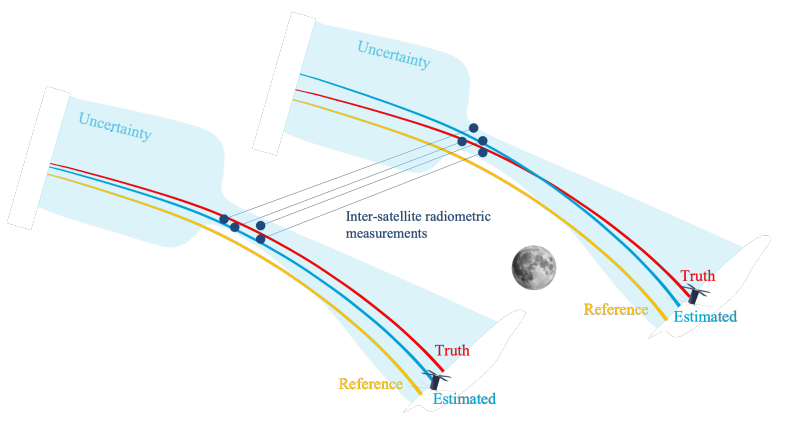 Uncertainty
Uncertainty
Inter-satellite radiometric
measurements
Truth
Reference
Estimated
Truth
Reference
Estimated